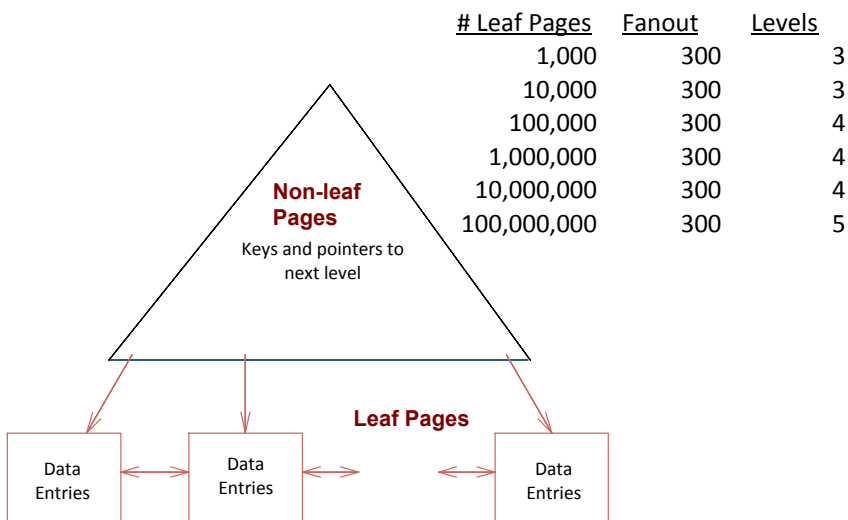 # Leaf Pages Fanout Levels
1,000 300 3
10,000 300 3
100,000 300 4
1,000,000 300 4
10,000,000 300 4
100,000,000 300 5
Non-leaf
Pages
Keys and pointers to
next level
Leaf Pages
Data
Entries
Data
Entries
Data
Entries